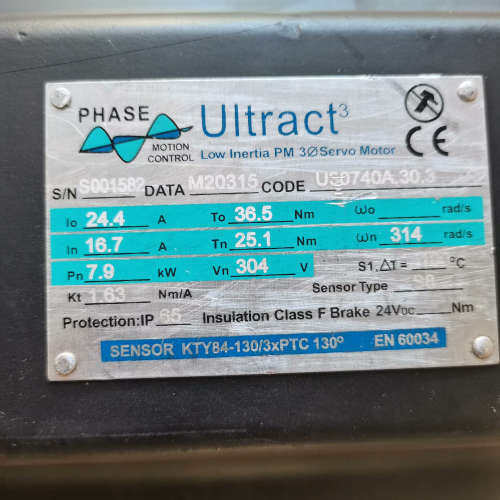 PHASE
MOTION
CONTROL
Ultract³
Low Inertia PM 3ØServo Motor
CE
S/N S001582 DATA M20315 CODE U30740A.30.3
Io 24.4 A To 36.5 Nm ωo rad/s
In 16.7 A Tn 25.1 Nm ωn 314 rad/s
Pn 7.9 kW Vn 304 V S1,ΔT = °C
Kt 1.63 Nm/A Sensor Type
Protection:IP 65 Insulation Class F Brake 24VDC Nm
SENSOR KTY84-130/3xPTC 130° EN 60034